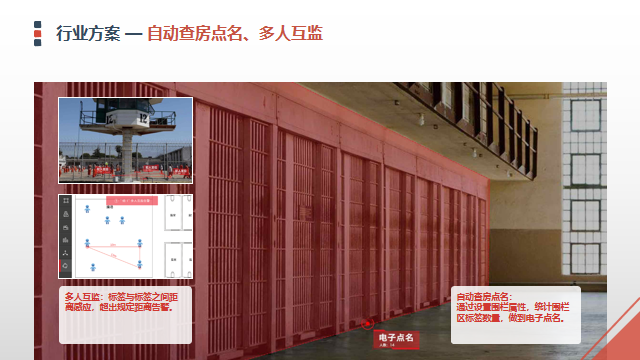 行业方案 — 自动查房点名、多人互监
多人互监：标签与标签之间距
离感应，超出规定距离告警。
自动查房点名：
通过设置围栏属性，统计围栏
区标签数量，做到电子点名。
电子点名